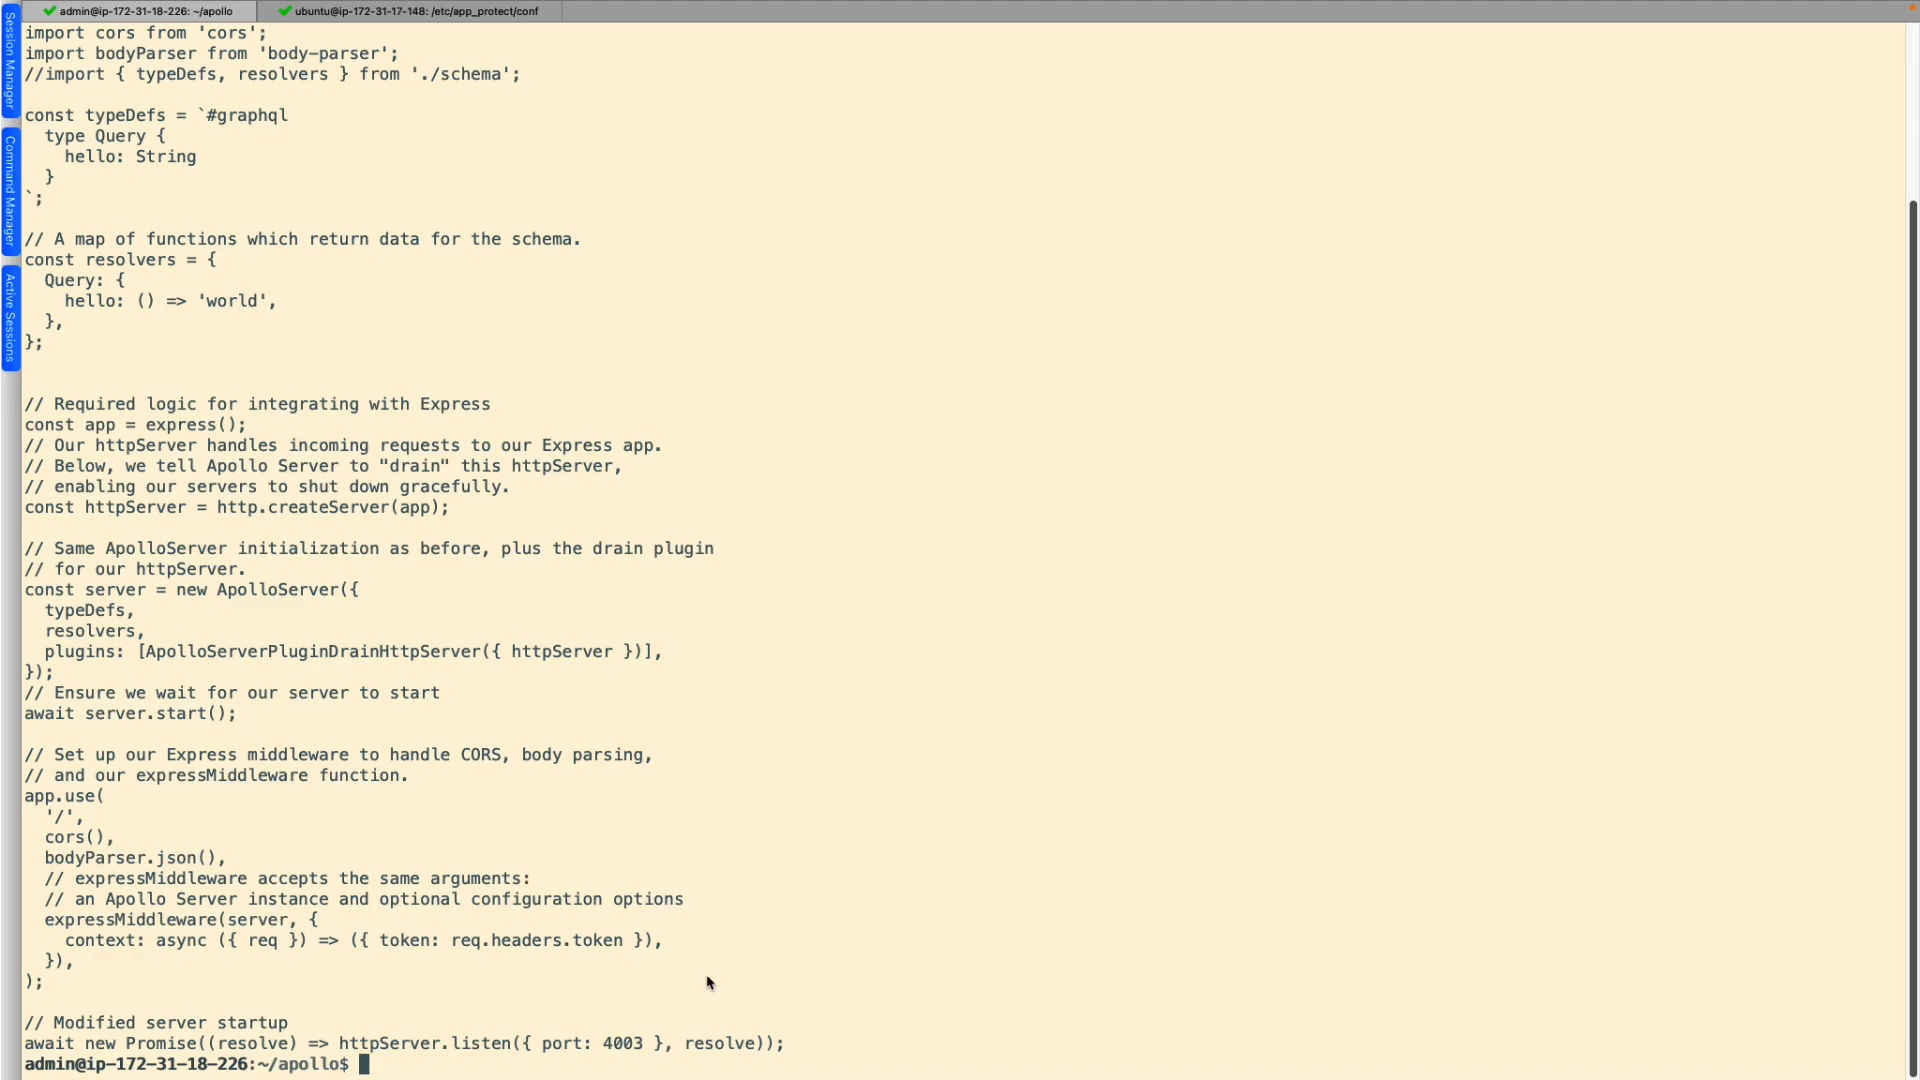 admin@ip-172-31-18-226: ~/apollo
ubuntu@ip-172-31-17-148: /etc/app_protect/conf
Session Manager
Command Manager
Active Sessions
import cors from 'cors';
import bodyParser from 'body-parser';
//import { typeDefs, resolvers } from './schema';

const typeDefs = `#graphql
  type Query {
    hello: String
  }
`;

// A map of functions which return data for the schema.
const resolvers = {
  Query: {
    hello: () => 'world',
  },
};


// Required logic for integrating with Express
const app = express();
// Our httpServer handles incoming requests to our Express app.
// Below, we tell Apollo Server to "drain" this httpServer,
// enabling our servers to shut down gracefully.
const httpServer = http.createServer(app);

// Same ApolloServer initialization as before, plus the drain plugin
// for our httpServer.
const server = new ApolloServer({
  typeDefs,
  resolvers,
  plugins: [ApolloServerPluginDrainHttpServer({ httpServer })],
});
// Ensure we wait for our server to start
await server.start();

// Set up our Express middleware to handle CORS, body parsing,
// and our expressMiddleware function.
app.use(
  '/',
  cors(),
  bodyParser.json(),
  // expressMiddleware accepts the same arguments:
  // an Apollo Server instance and optional configuration options
  expressMiddleware(server, {
    context: async ({ req }) => ({ token: req.headers.token }),
  }),
);

// Modified server startup
await new Promise((resolve) => httpServer.listen({ port: 4003 }, resolve));
admin@ip-172-31-18-226:~/apollo$